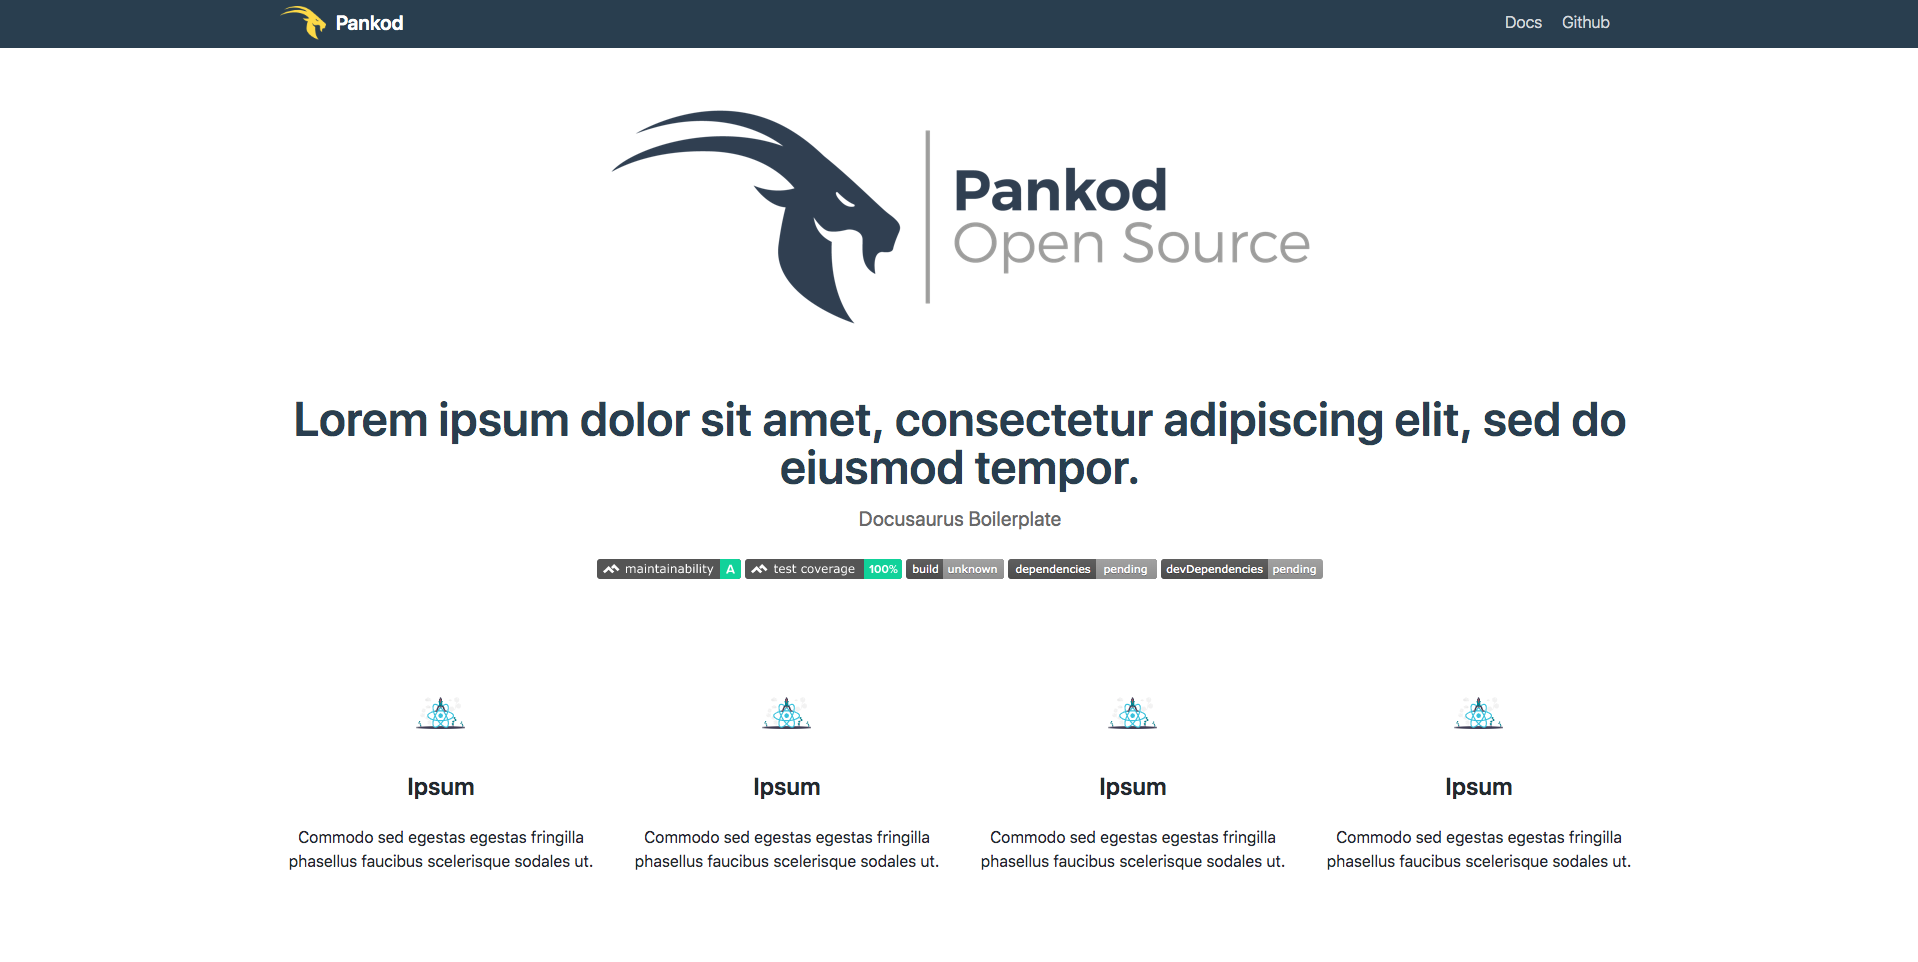 Pankod Docs Github
Pankod
Open Source
Lorem ipsum dolor sit amet, consectetur adipiscing elit, sed do
eiusmod tempor.
Docusaurus Boilerplate
maintainability A test coverage 100% build unknown dependencies pending devDependencies pending
Ipsum Ipsum Ipsum Ipsum
Commodo sed egestas egestas fringilla Commodo sed egestas egestas fringilla Commodo sed egestas egestas fringilla Commodo sed egestas egestas fringilla
phasellus faucibus scelerisque sodales ut. phasellus faucibus scelerisque sodales ut. phasellus faucibus scelerisque sodales ut. phasellus faucibus scelerisque sodales ut.